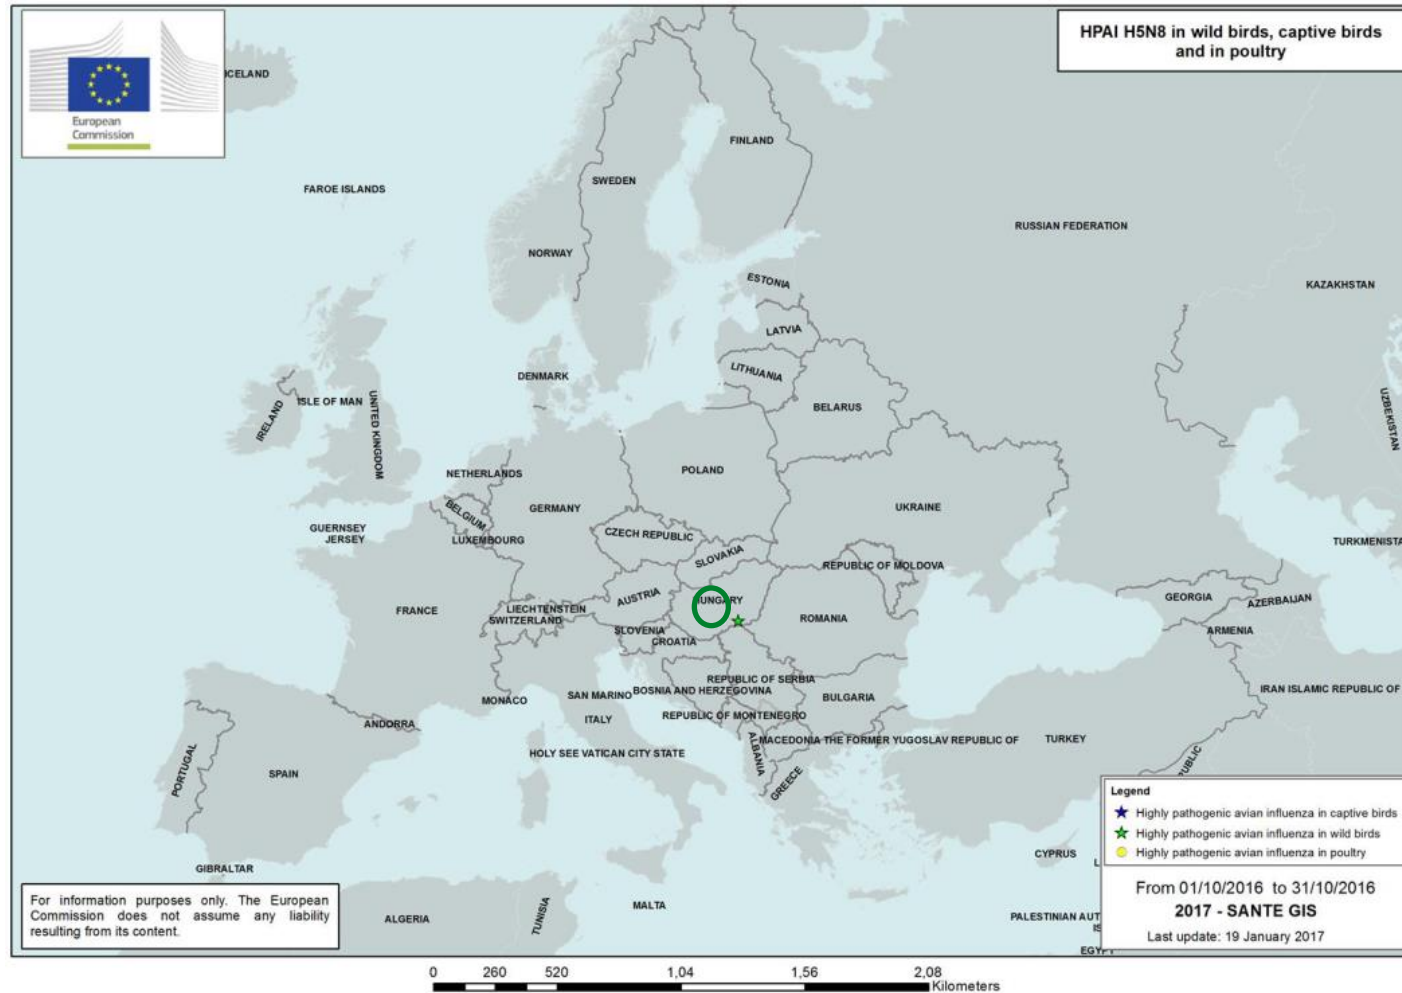 HPAI H5N8 in wild birds, captive birds
and in poultry
European
Commission
ICELAND
FINLAND
SWEDEN
FAROE ISLANDS
RUSSIAN FEDERATION
NORWAY
ESTONIA
KAZAKHSTAN
LATVIA
LITHUANIA
DENMARK
UZBEKISTAN
ISLE OF MAN
BELARUS
IRELAND
UNITED KINGDOM
POLAND
NETHERLANDS
GERMANY
UKRAINE
BELGIUM
GUERNSEY
JERSEY
CZECH REPUBLIC
LUXEMBOURG
TURKMENISTA
SLOVAKIA
REPUBLIC OF MOLDOVA
AUSTRIA
HUNGARY
GEORGIA
AZERBAIJAN
FRANCE
LIECHTENSTEIN
SWITZERLAND
ROMANIA
SLOVENIA
CROATIA
ARMENIA
REPUBLIC OF SERBIA
BOSNIA AND HERZEGOVINA
SAN MARINO
MONACO
BULGARIA
IRAN ISLAMIC REPUBLIC OF
REPUBLIC OF MONTENEGRO
ITALY
ANDORRA
ALBANIA
MACEDONIA THE FORMER YUGOSLAV REPUBLIC OF
TURKEY
HOLY SEE VATICAN CITY STATE
PORTUGAL
SPAIN
GREECE
PUBLIC
Legend
Highly pathogenic avian influenza in captive birds
Highly pathogenic avian influenza in wild birds
Highly pathogenic avian influenza in poultry
CYPRUS
GIBRALTAR
From 01/10/2016 to 31/10/2016
2017 - SANTE GIS
Last update: 19 January 2017
For information purposes only. The European
Commission does not assume any liability
resulting from its content.
ALGERIA
TUNISIA
MALTA
PALESTINIAN AUT
EGYPT
0 260 520 1,04 1,56 2,08
Kilometers